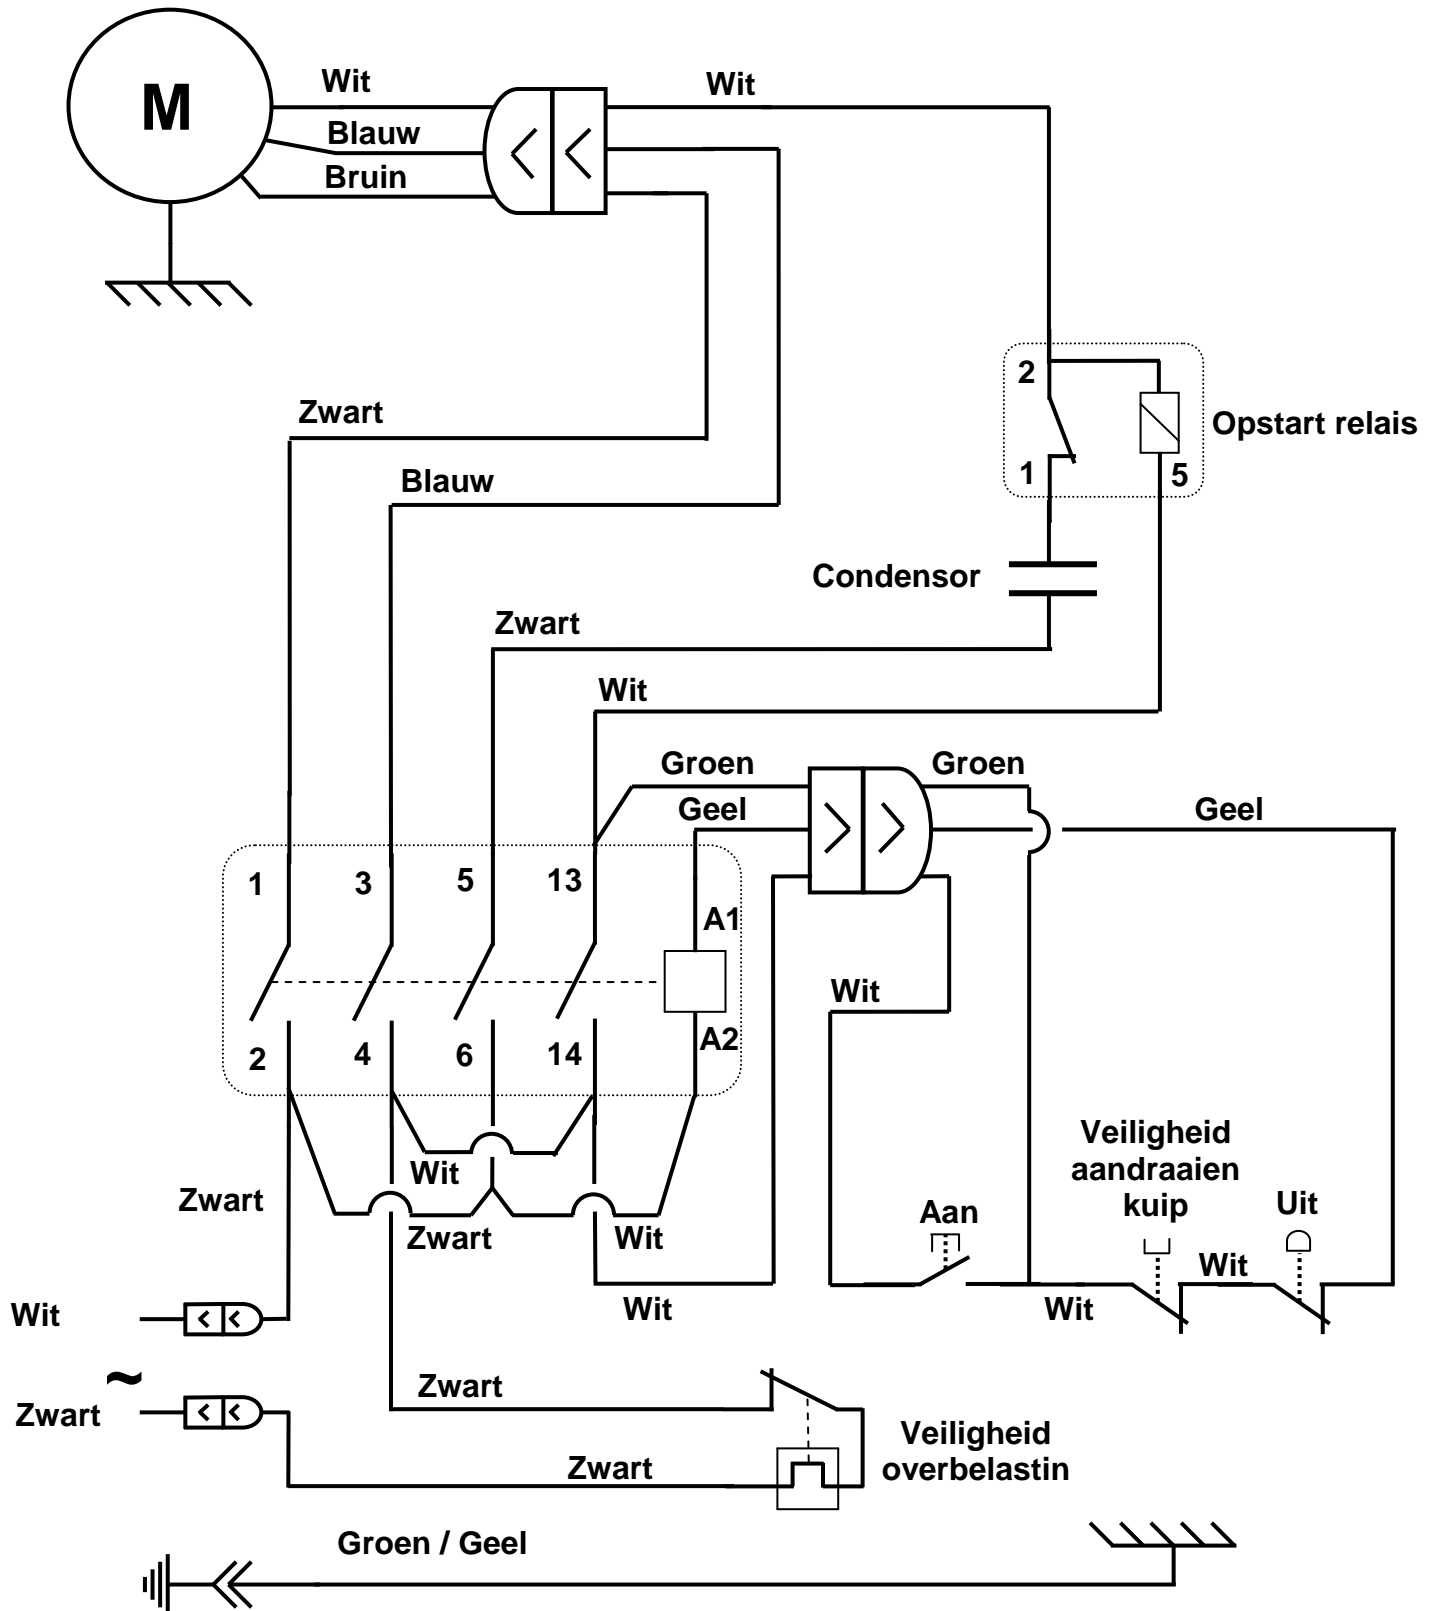 M
Wit
Blauw
Bruin
Wit
2
1
5
Opstart relais
Zwart
Blauw
Condensor
Zwart
Wit
Groen
Groen
Geel
Geel
1
3
5
13
A1
2
4
6
14
A2
Wit
Veiligheid
aandraaien
kuip
Uit
Aan
Wit
Zwart
Zwart
Wit
Wit
Wit
Wit
Wit
~
Zwart
Zwart
Veiligheid
overbelastin
Zwart
Groen / Geel